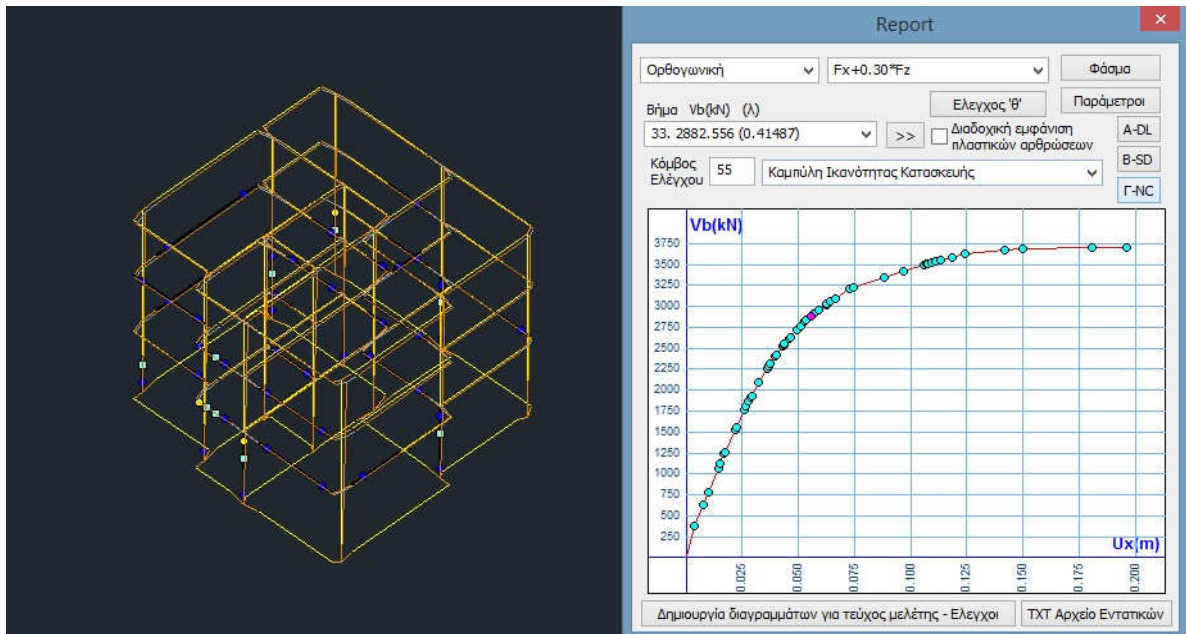 Report
Ορθογωνική
Fx+0.30*Fz
Φάσμα
Βήμα Vb(kN) (λ)
Ελεγχος 'θ'
Παράμετροι
33. 2882.556 (0.41487)
>>
Διαδοχική εμφάνιση
πλαστικών αρθρώσεων
A-DL
B-SD
Γ-NC
Κόμβος
Ελέγχου
55
Καμπύλη Ικανότητας Κατασκευής
Vb(kN)
3750
3500
3250
3000
2750
2500
2250
2000
1750
1500
1250
1000
750
500
250
Ux(m)
0.025
0.050
0.075
0.100
0.125
0.150
0.175
0.200
Δημιουργία διαγραμμάτων για τεύχος μελέτης - Ελεγχοι
TXT Αρχείο Εντατικών